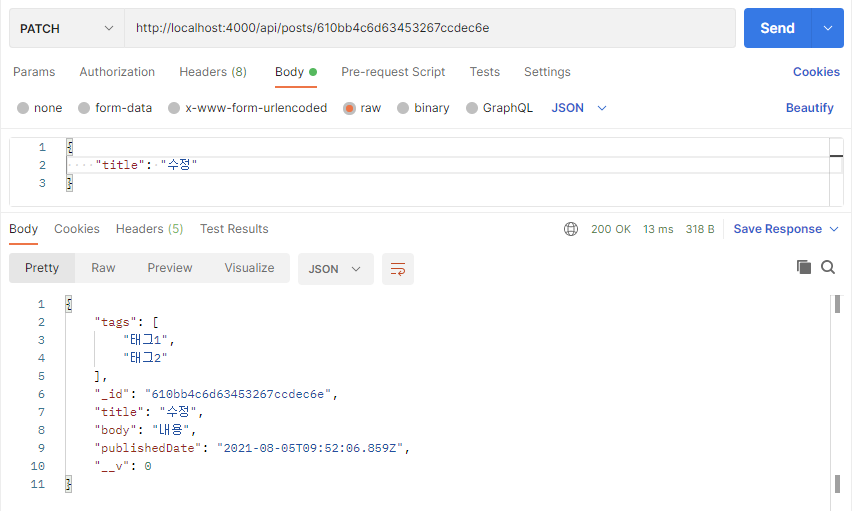 PATCH http://localhost:4000/api/posts/610bb4c6d63453267ccdec6e Send
Params Authorization Headers (8) Body Pre-request Script Tests Settings Cookies
none form-data x-www-form-urlencoded raw binary GraphQL JSON Beautify
1 {
2 "title": "수정"
3 }
Body Cookies Headers (5) Test Results 200 OK 13 ms 318 B Save Response
Pretty Raw Preview Visualize JSON
1 {
2 "tags": [
3 "태그1",
4 "태그2"
5 ],
6 "_id": "610bb4c6d63453267ccdec6e",
7 "title": "수정",
8 "body": "내용",
9 "publishedDate": "2021-08-05T09:52:06.859Z",
10 "__v": 0
11 }